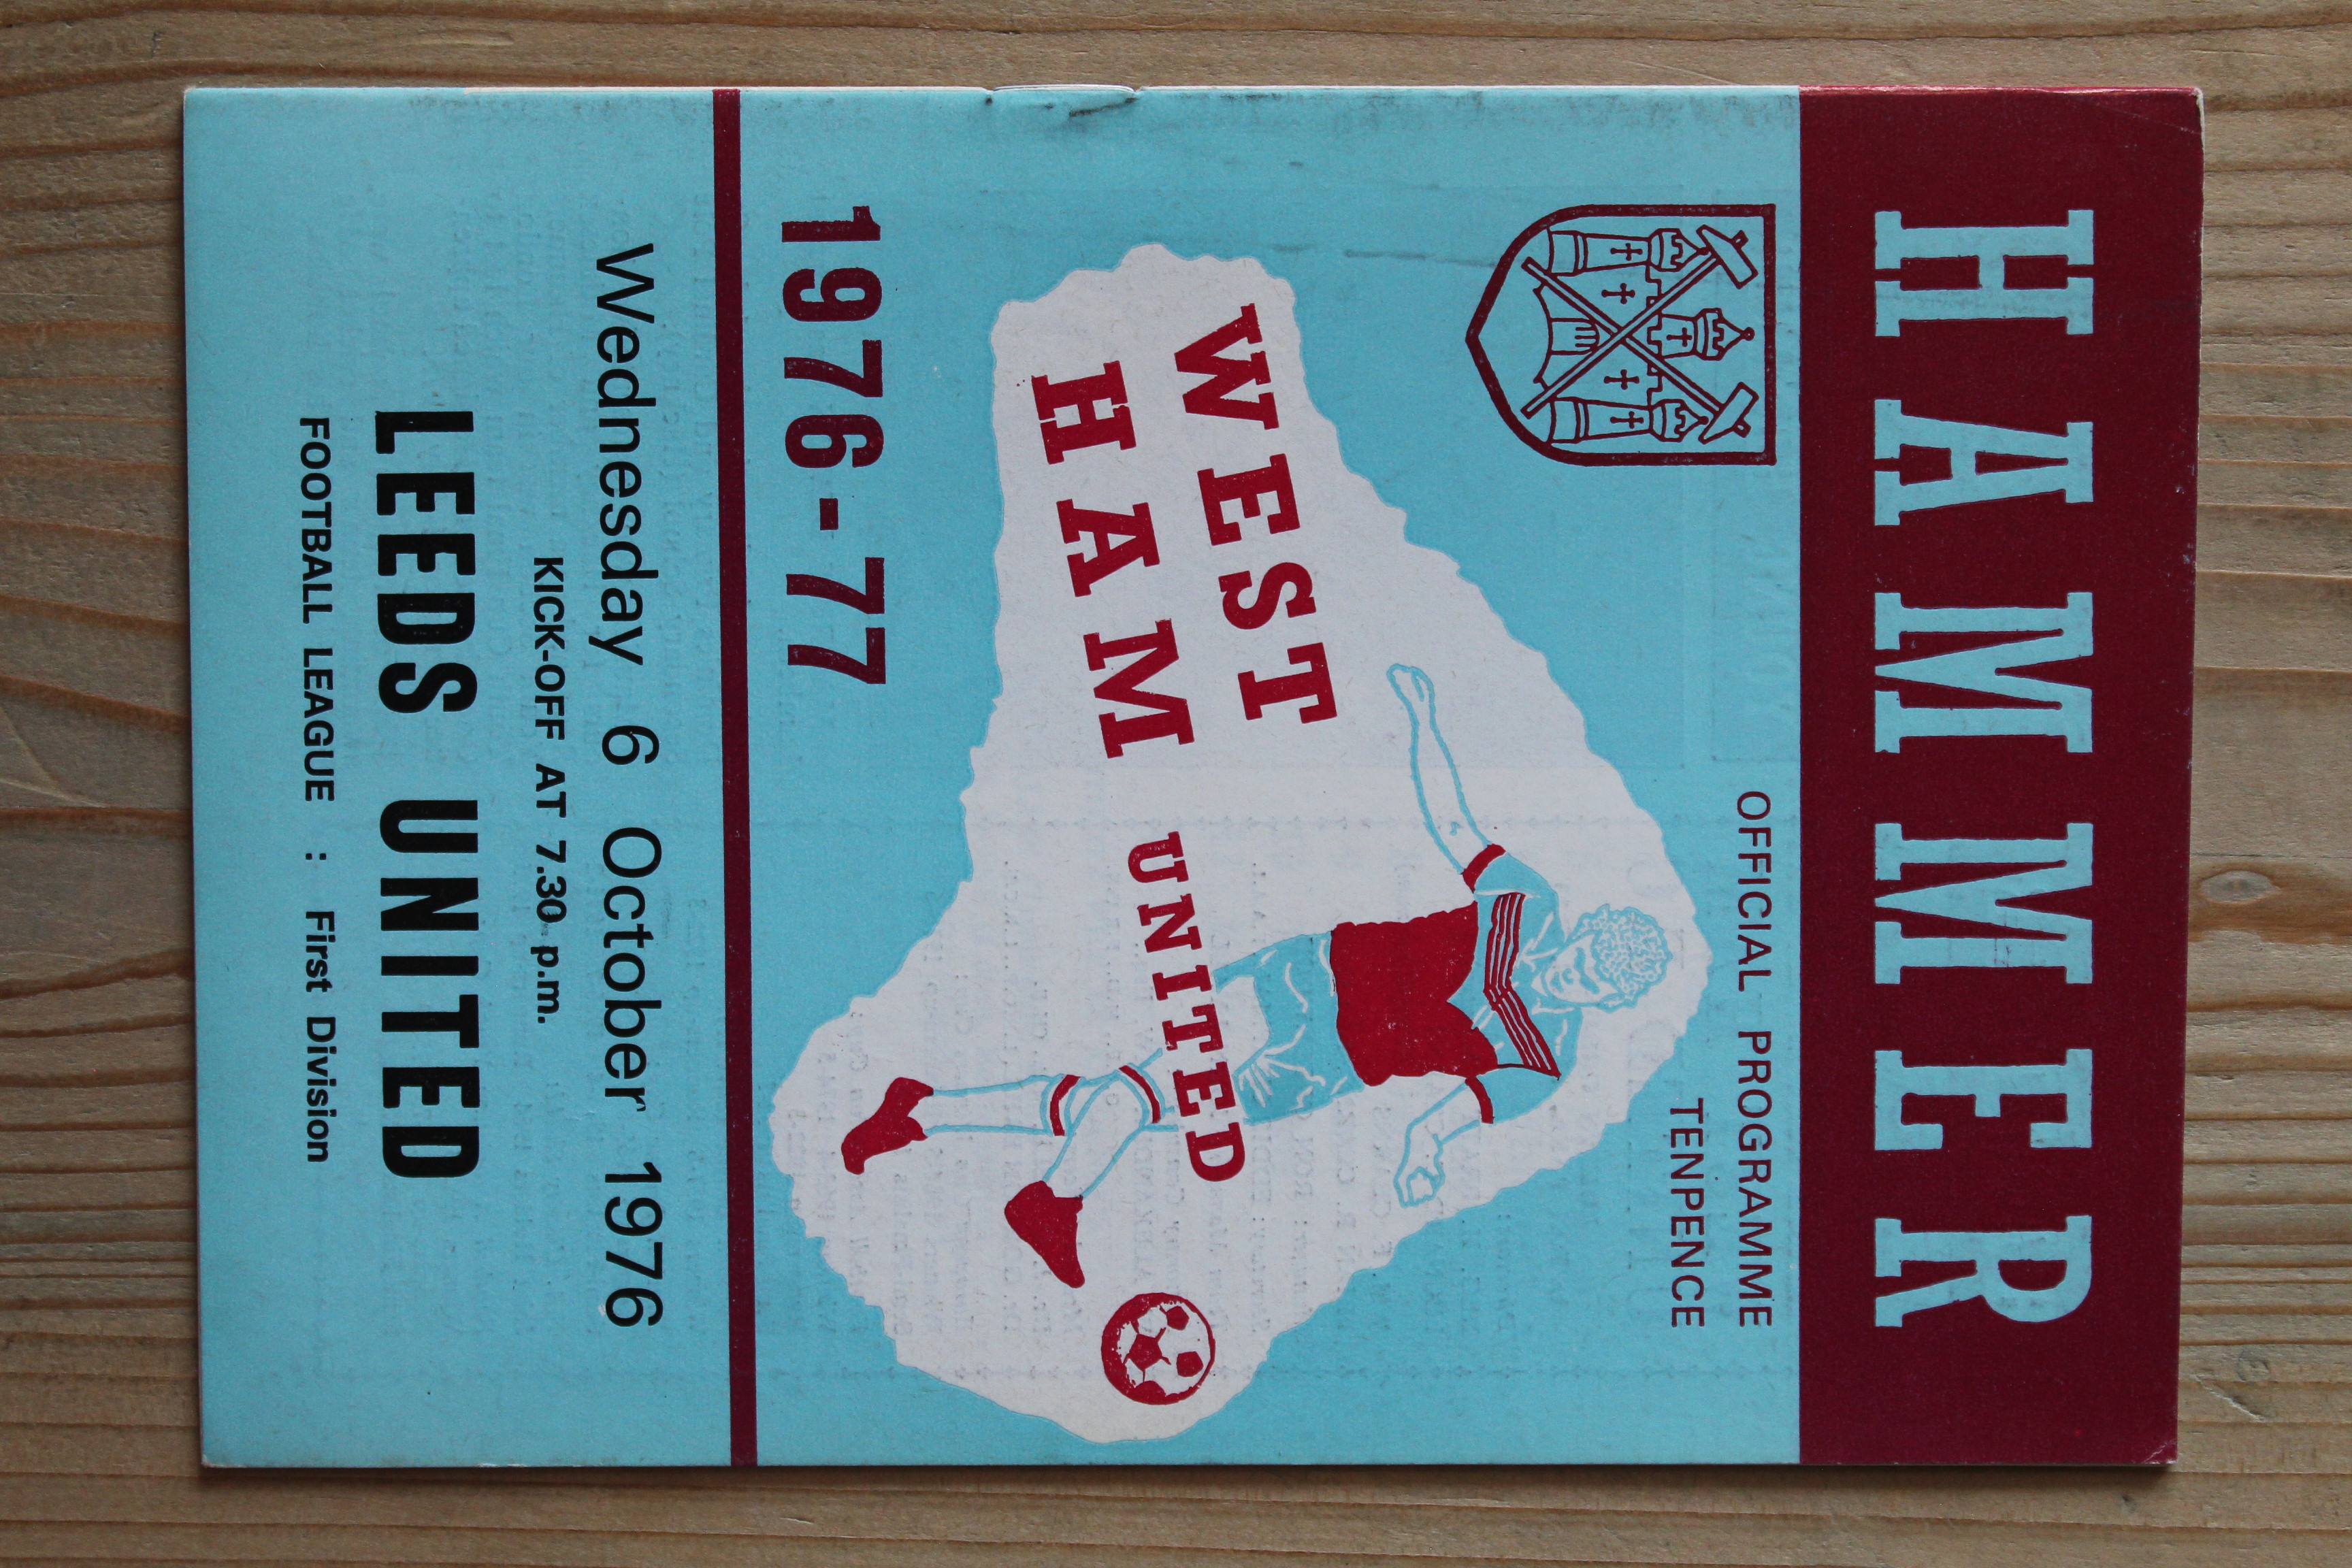 HAMMER
OFFICIAL PROGRAMME
TENPENCE
WEST
HAM UNITED
1976-77
Wednesday 6 October 1976
KICK-OFF AT 7.30 p.m.
LEEDS UNITED
FOOTBALL LEAGUE : First Division